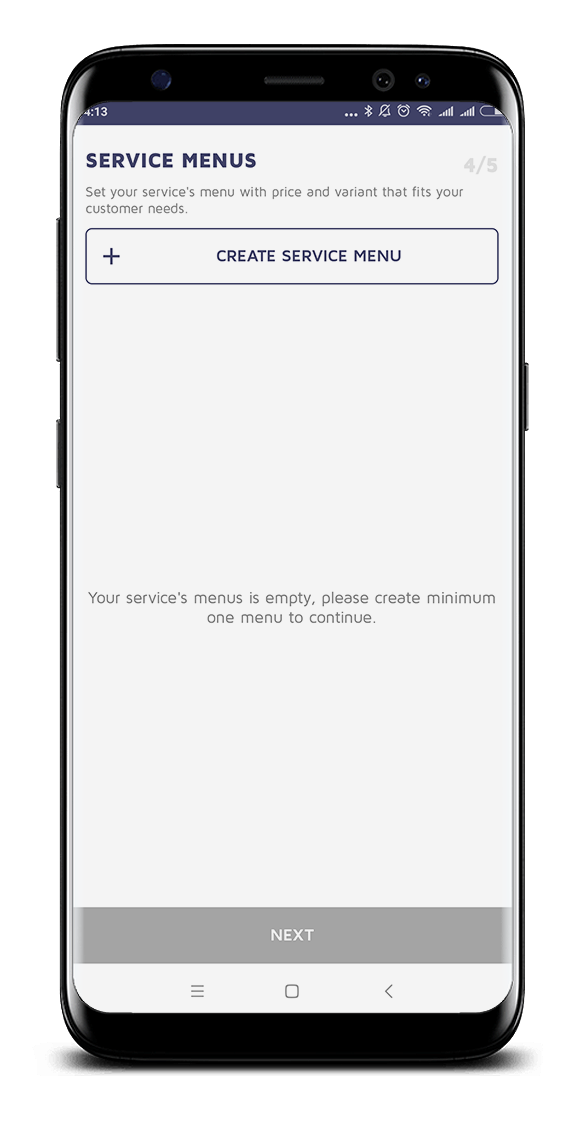 4:13
SERVICE MENUS
4/5
Set your service's menu with price and variant that fits your
customer needs.
+ CREATE SERVICE MENU
Your service's menus is empty, please create minimum
one menu to continue.
NEXT